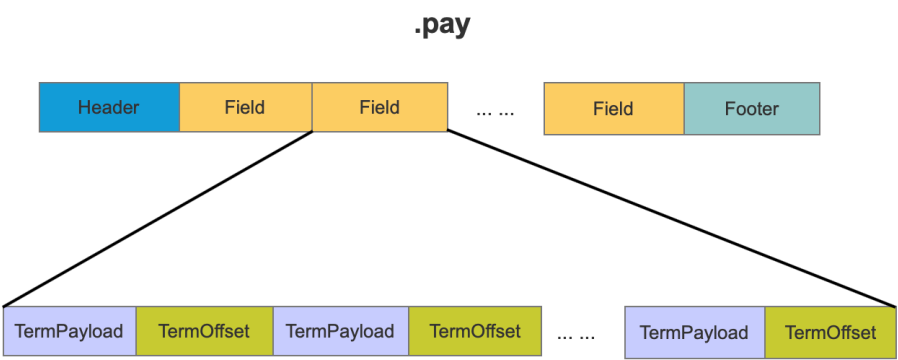 .pay
Header Field Field ... ... Field Footer
TermPayload TermOffset TermPayload TermOffset ... ... TermPayload TermOffset